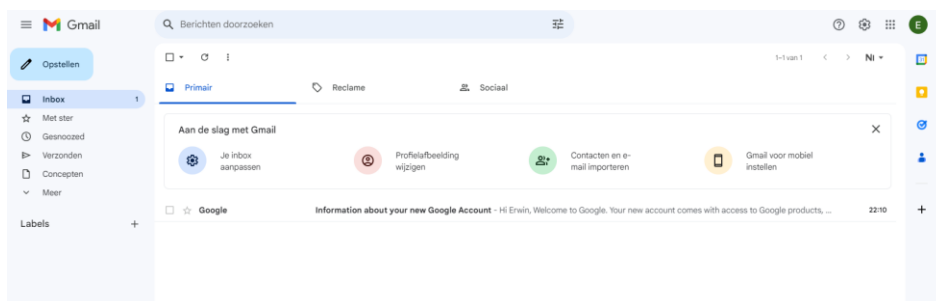 Gmail
Berichten doorzoeken
E
Opstellen
1–1 van 1
Nl
Inbox 1
Met ster
Gesnoozed
Verzonden
Concepten
Meer
Labels
Primair
Reclame
Sociaal
Aan de slag met Gmail
Je inbox
aanpassen
Profielafbeelding
wijzigen
Contacten en e-
mail importeren
Gmail voor mobiel
instellen
Google Information about your new Google Account - Hi Erwin, Welcome to Google. Your new account comes with access to Google products, ... 22:10